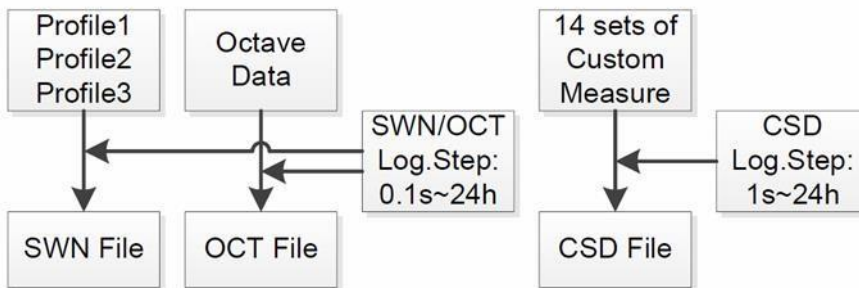 Profile1
Profile2
Profile3
Octave
Data
14 sets of
Custom
Measure
SWN/OCT
Log.Step:
0.1s~24h
CSD
Log.Step:
1s~24h
SWN File
OCT File
CSD File